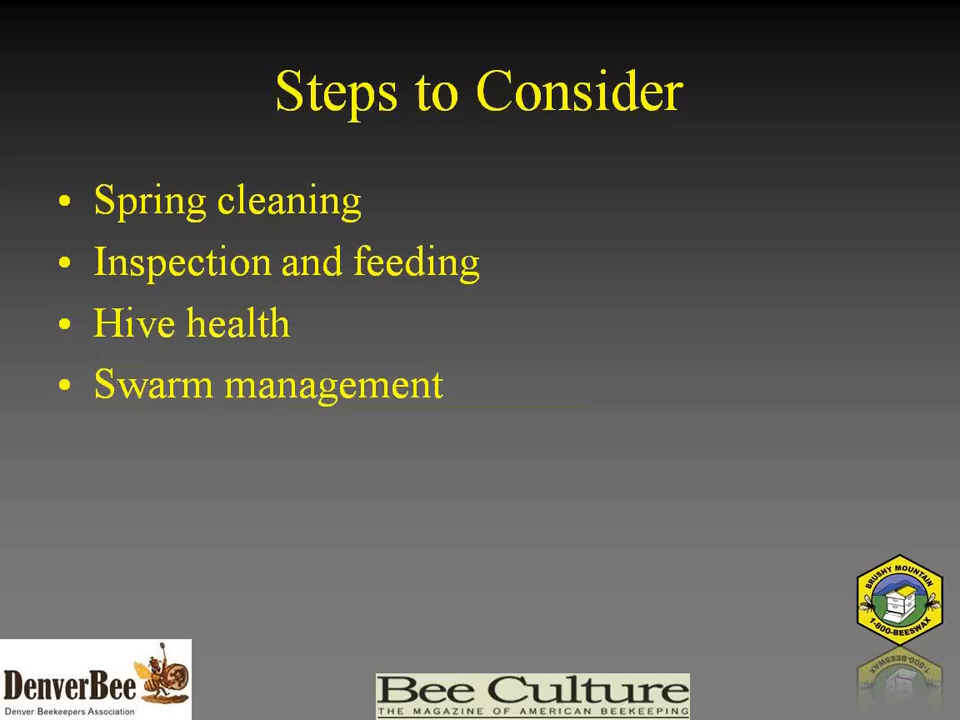 Steps to Consider
• Spring cleaning
• Inspection and feeding
• Hive health
• Swarm management
BRUSHY MOUNTAIN
1-800-BEESWAX
DenverBee
Denver Beekeepers Association
Bee Culture
THE MAGAZINE OF AMERICAN BEEKEEPING